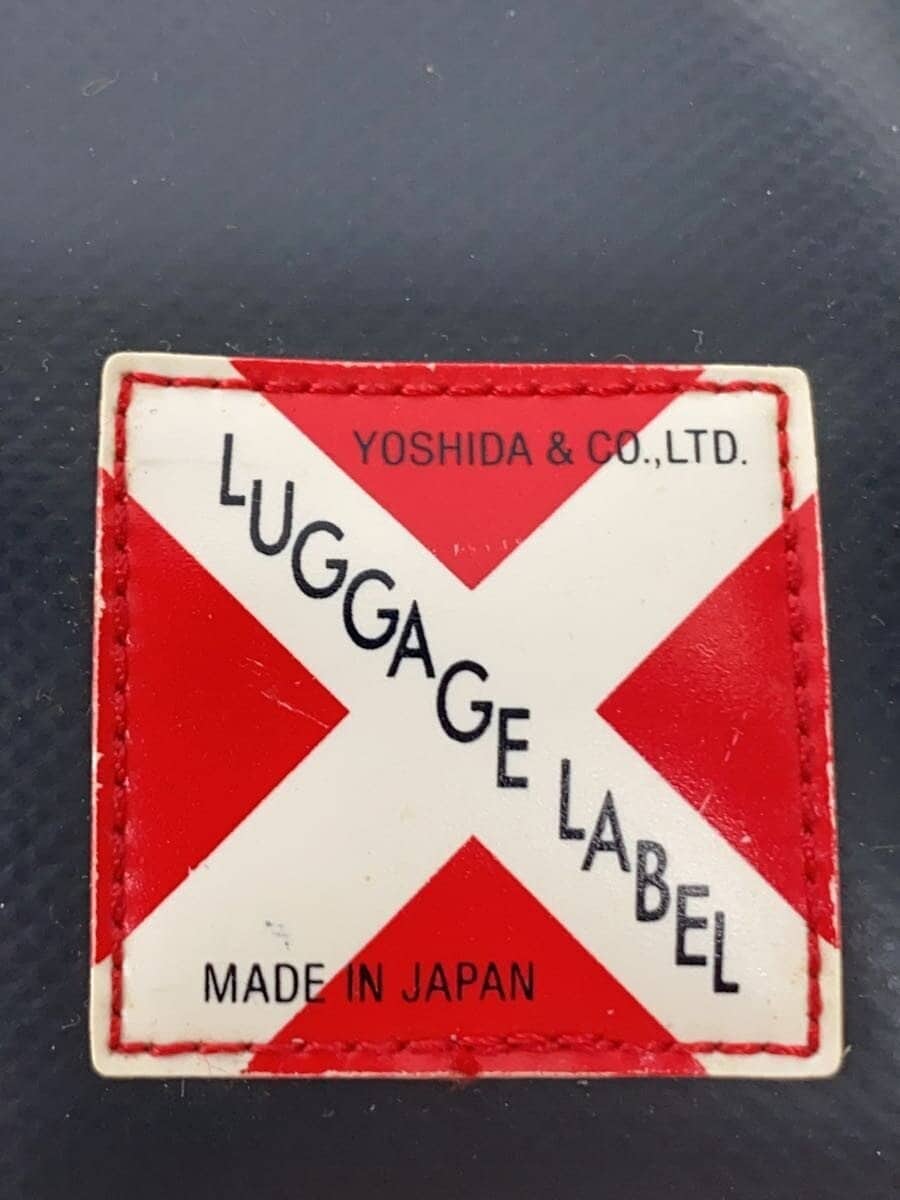 YOSHIDA & CO.,LTD.
LUGGAGE LABEL
MADE IN JAPAN